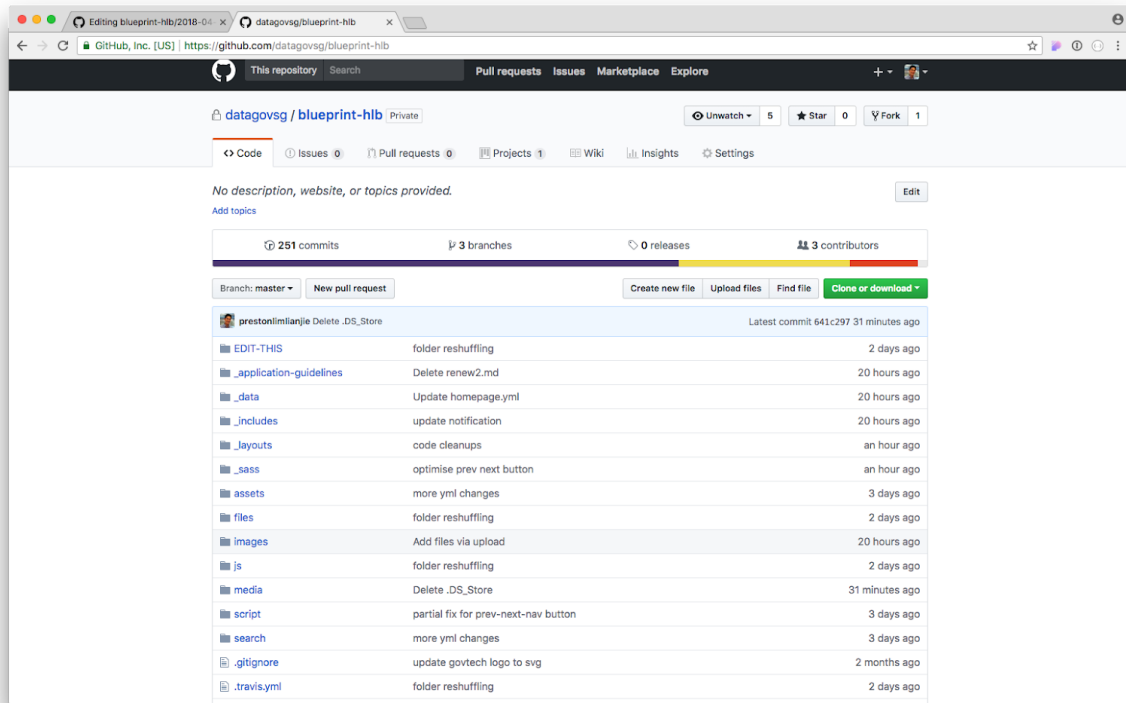 Editing blueprint-hlb/2018-04-
datagovsg/blueprint-hlb
GitHub, Inc. [US] | https://github.com/datagovsg/blueprint-hlb
This repository Search Pull requests Issues Marketplace Explore
datagovsg / blueprint-hlb Private Unwatch 5 Star 0 Fork 1
Code Issues 0 Pull requests 0 Projects 1 Wiki Insights Settings
No description, website, or topics provided. Edit
Add topics
251 commits 3 branches 0 releases 3 contributors
Branch: master New pull request Create new file Upload files Find file Clone or download
prestonlimlianjie Delete .DS_Store Latest commit 641c297 31 minutes ago
EDIT-THIS folder reshuffling 2 days ago
_application-guidelines Delete renew2.md 20 hours ago
_data Update homepage.yml 20 hours ago
_includes update notification 20 hours ago
_layouts code cleanups an hour ago
_sass optimise prev next button an hour ago
assets more yml changes 3 days ago
files folder reshuffling 2 days ago
images Add files via upload 20 hours ago
js folder reshuffling 2 days ago
media Delete .DS_Store 31 minutes ago
script partial fix for prev-next-nav button 3 days ago
search more yml changes 3 days ago
.gitignore update govtech logo to svg 2 months ago
.travis.yml folder reshuffling 2 days ago